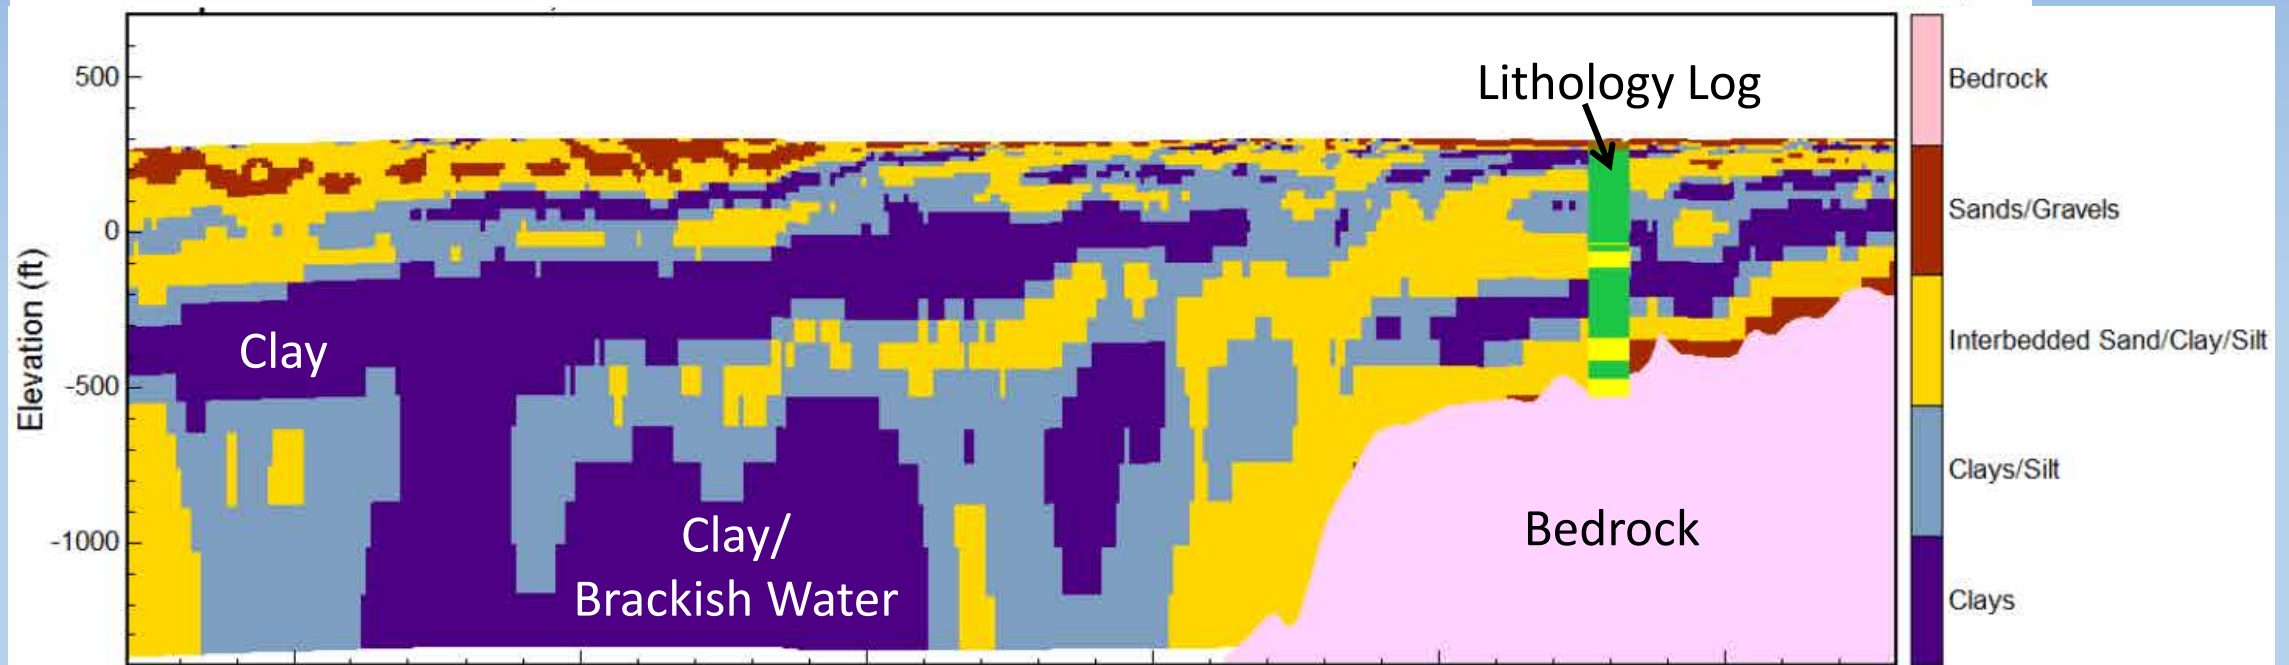 Elevation (ft)
500
0
-500
-1000
Lithology Log
Clay
Clay/
Brackish Water
Bedrock
Bedrock
Sands/Gravels
Interbedded Sand/Clay/Silt
Clays/Silt
Clays